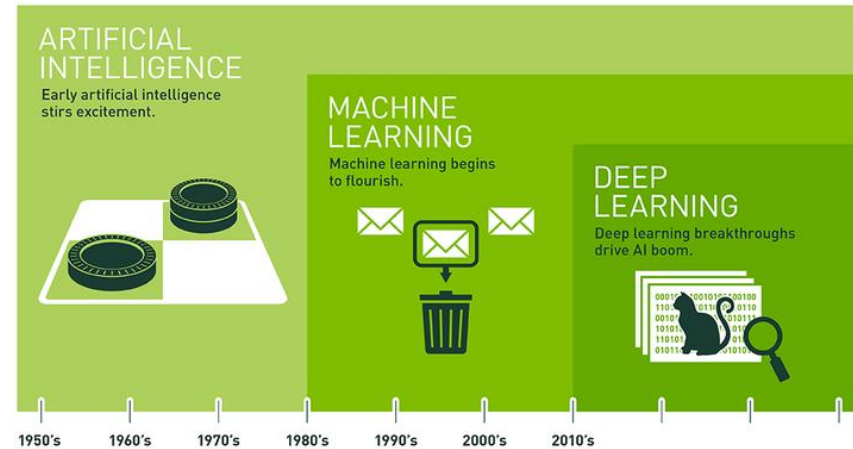 ARTIFICIAL
INTELLIGENCE
Early artificial intelligence
stirs excitement.
MACHINE
LEARNING
Machine learning begins
to flourish.
DEEP
LEARNING
Deep learning breakthroughs
drive AI boom.
1950's
1960's
1970's
1980's
1990's
2000's
2010's